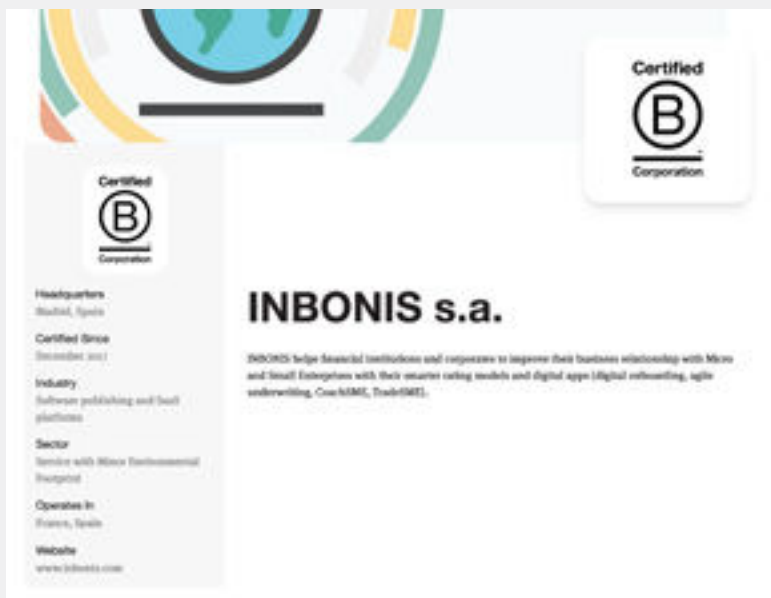 Certified
B
Corporation
Certified
B
Corporation
Headquarters
Madrid, Spain
Certified Since
December 2017
Industry
Software publishing and SaaS
platforms
Sector
Service with Minor Environmental
Footprint
Operates In
France, Spain
Website
www.inbonis.com
INBONIS s.a.
INBONIS helps financial institutions and corporates to improve their business relationship with Micro
and Small Enterprises with their smarter rating models and digital apps (digital onboarding, agile
underwriting, CoachSME, TradeSME).